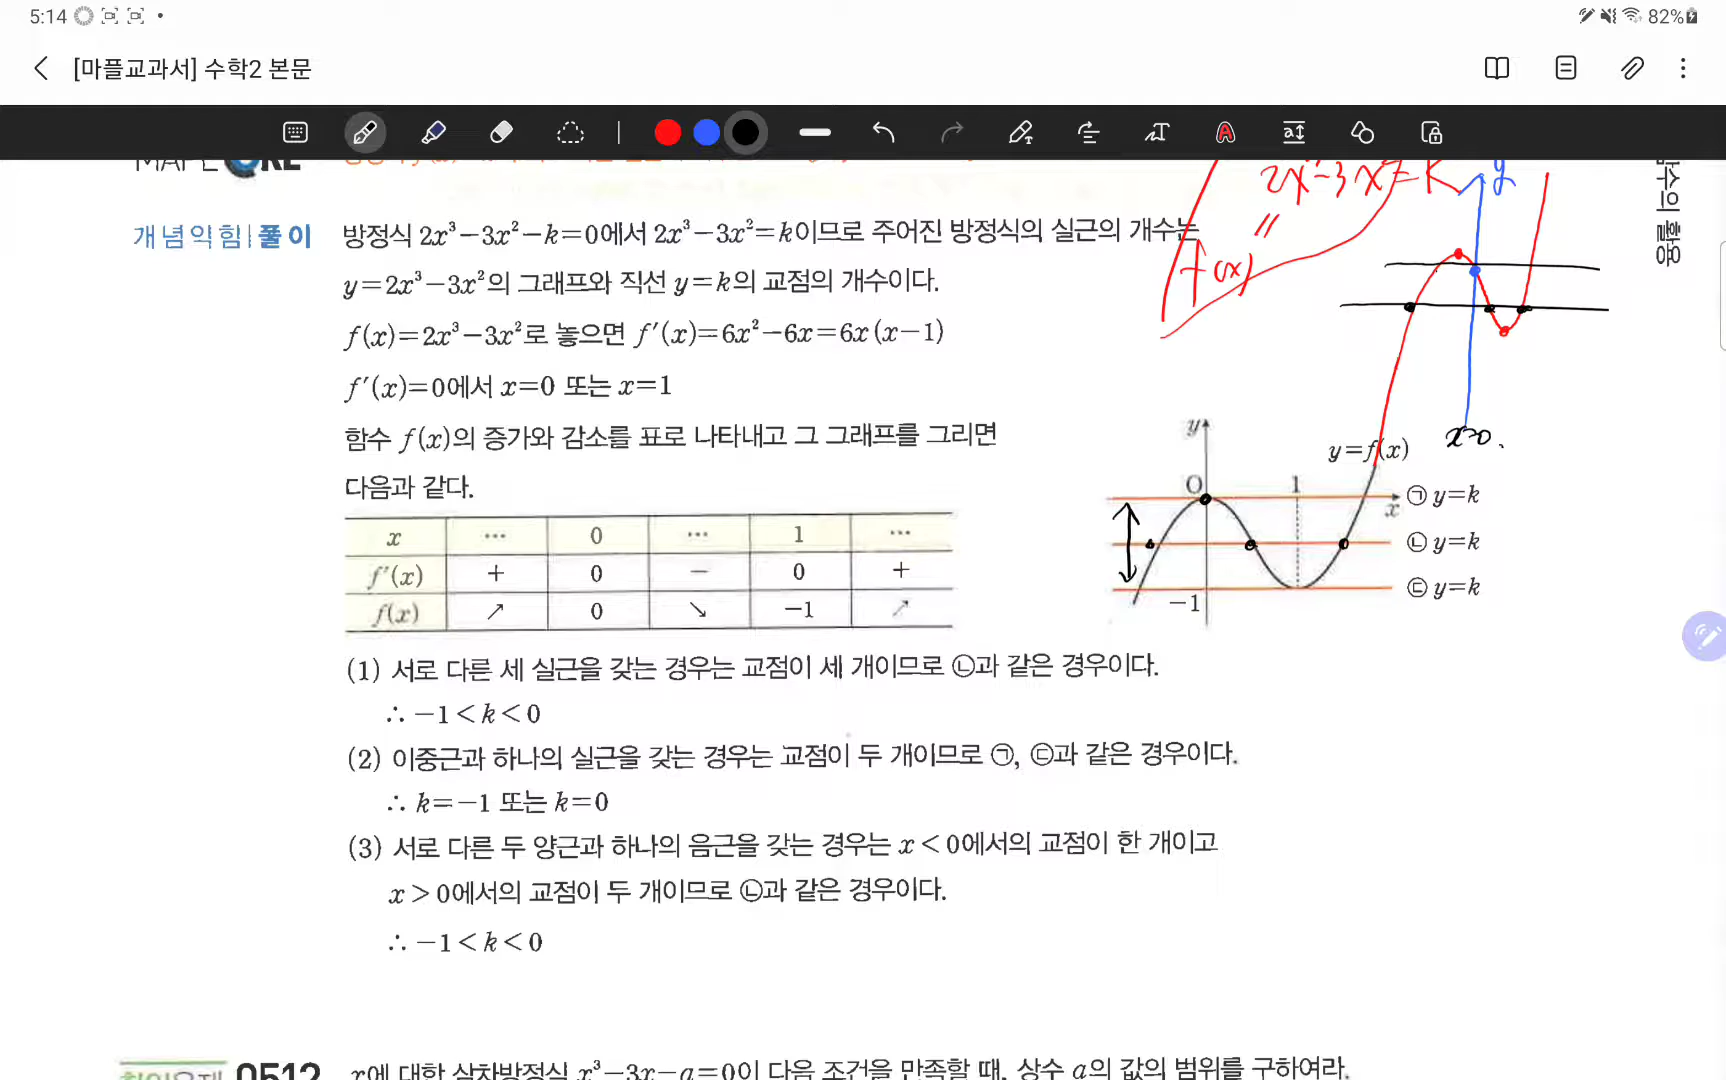 5:14
82%
[마플교과서] 수학2 본문
2x³-3x²=k
y
"
f(x)
개념익힘 | 풀이
방정식 2x³-3x²-k=0에서 2x³-3x²=k이므로 주어진 방정식의 실근의 개수는
y=2x³-3x²의 그래프와 직선 y=k의 교점의 개수이다.
f(x)=2x³-3x²로 놓으면 f'(x)=6x²-6x=6x(x-1)
f'(x)=0에서 x=0 또는 x=1
함수 f(x)의 증가와 감소를 표로 나타내고 그 그래프를 그리면
다음과 같다.
x ⋯ 0 ⋯ 1 ⋯
f'(x) + 0 - 0 +
f(x) ↗ 0 ↘ -1 ↗
y
y=f(x)
O 1 x
㉠ y=k
㉡ y=k
㉢ y=k
-1
(1) 서로 다른 세 실근을 갖는 경우는 교점이 세 개이므로 ㉡과 같은 경우이다.
∴ -1<k<0
(2) 이중근과 하나의 실근을 갖는 경우는 교점이 두 개이므로 ㉠, ㉢과 같은 경우이다.
∴ k=-1 또는 k=0
(3) 서로 다른 두 양근과 하나의 음근을 갖는 경우는 x<0에서의 교점이 한 개이고
x>0에서의 교점이 두 개이므로 ㉡과 같은 경우이다.
∴ -1<k<0
0512 x에 대한 삼차방정식 x³-3x-a=0이 다음 조건을 만족할 때, 상수 a의 값의 범위를 구하여라.
수의 활용